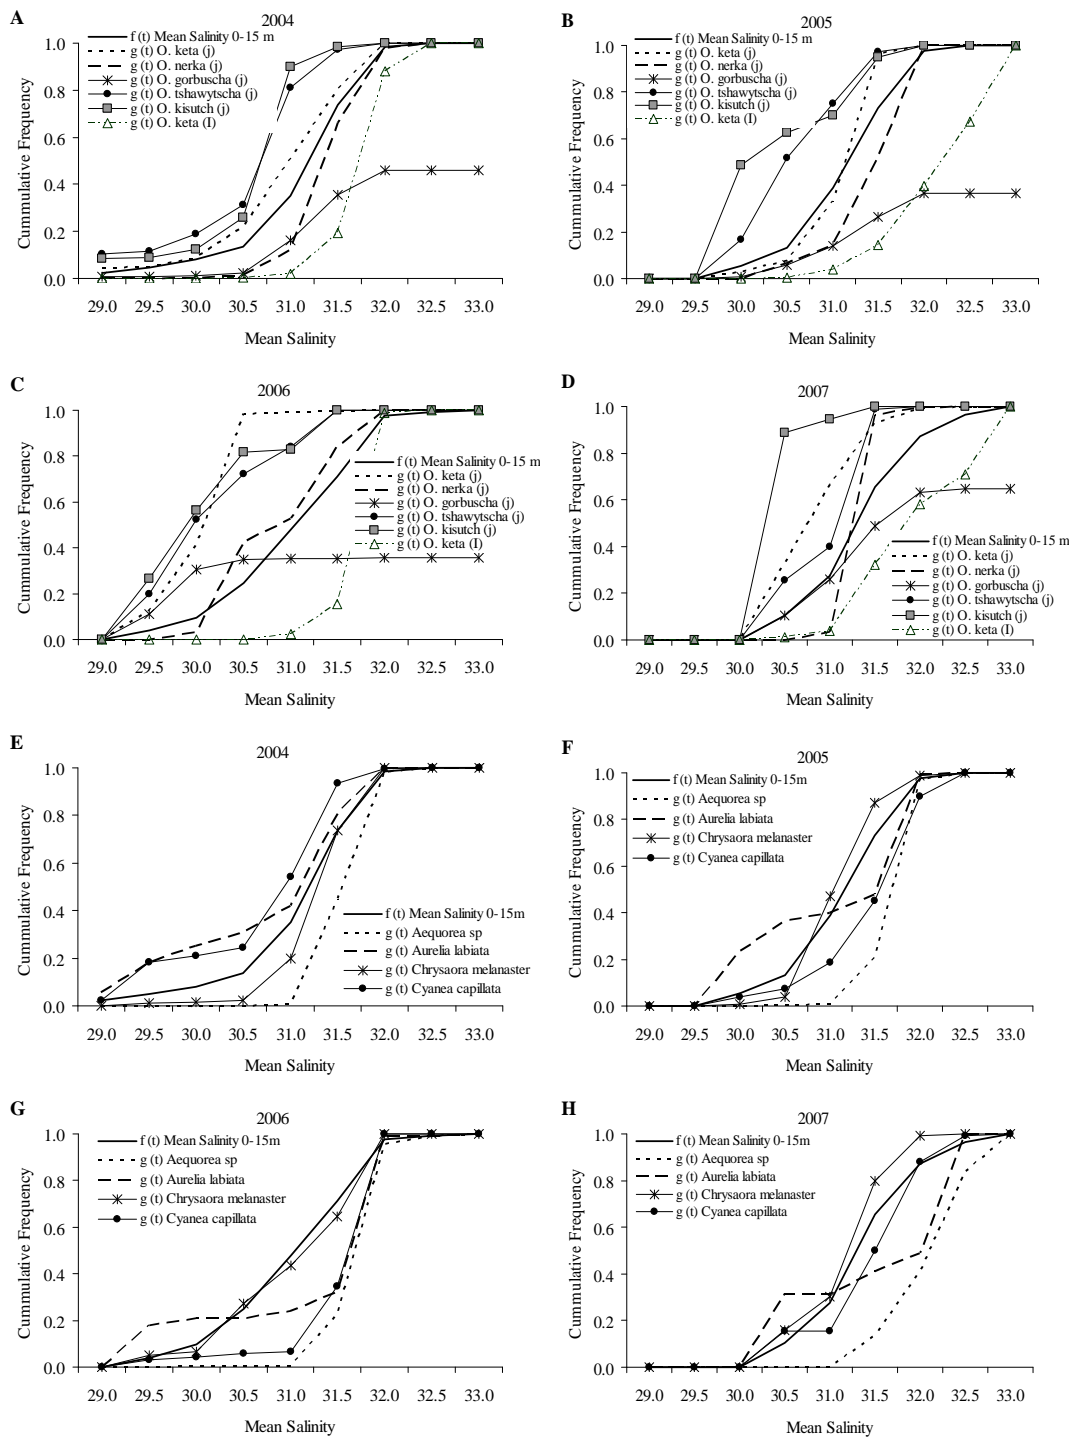 A
2004
f (t) Mean Salinity 0-15 m
g (t) O. keta (j)
g (t) O. nerka (j)
g (t) O. gorbuscha (j)
g (t) O. tshawytscha (j)
g (t) O. kisutch (j)
g (t) O. keta (I)
1.0
0.8
0.6
0.4
0.2
0.0
Cummulative Frequency
29.0 29.5 30.0 30.5 31.0 31.5 32.0 32.5 33.0
Mean Salinity
B
2005
f (t) Mean Salinity 0-15 m
g (t) O. keta (j)
g (t) O. nerka (j)
g (t) O. gorbuscha (j)
g (t) O. tshawytscha (j)
g (t) O. kisutch (j)
g (t) O. keta (I)
1.0
0.8
0.6
0.4
0.2
0.0
Cummulative Frequency
29.0 29.5 30.0 30.5 31.0 31.5 32.0 32.5 33.0
Mean Salinity
C
2006
1.0
0.8
0.6
0.4
0.2
0.0
Cummulative Frequency
f (t) Mean Salinity 0-15 m
g (t) O. keta (j)
g (t) O. nerka (j)
g (t) O. gorbuscha (j)
g (t) O. tshawytscha (j)
g (t) O. kisutch (j)
g (t) O. keta (I)
29.0 29.5 30.0 30.5 31.0 31.5 32.0 32.5 33.0
Mean Salinity
D
2007
1.0
0.8
0.6
0.4
0.2
0.0
Cummulative Frequency
f (t) Mean Salinity 0-15 m
g (t) O. keta (j)
g (t) O. nerka (j)
g (t) O. gorbuscha (j)
g (t) O. tshawytscha (j)
g (t) O. kisutch (j)
g (t) O. keta (I)
29.0 29.5 30.0 30.5 31.0 31.5 32.0 32.5 33.0
Mean Salinity
E
2004
1.0
0.8
0.6
0.4
0.2
0.0
Cummulative Frequency
f (t) Mean Salinity 0-15m
g (t) Aequorea sp
g (t) Aurelia labiata
g (t) Chrysaora melanaster
g (t) Cyanea capillata
29.0 29.5 30.0 30.5 31.0 31.5 32.0 32.5 33.0
Mean Salinity
F
2005
f (t) Mean Salinity 0-15m
g (t) Aequorea sp
g (t) Aurelia labiata
g (t) Chrysaora melanaster
g (t) Cyanea capillata
1.0
0.8
0.6
0.4
0.2
0.0
Cummulative Frequency
29.0 29.5 30.0 30.5 31.0 31.5 32.0 32.5 33.0
Mean Salinity
G
2006
f (t) Mean Salinity 0-15m
g (t) Aequorea sp
g (t) Aurelia labiata
g (t) Chrysaora melanaster
g (t) Cyanea capillata
1.0
0.8
0.6
0.4
0.2
0.0
Cummulative Frequency
29.0 29.5 30.0 30.5 31.0 31.5 32.0 32.5 33.0
Mean Salinity
H
2007
f (t) Mean Salinity 0-15m
g (t) Aequorea sp
g (t) Aurelia labiata
g (t) Chrysaora melanaster
g (t) Cyanea capillata
1.0
0.8
0.6
0.4
0.2
0.0
Cummulative Frequency
29.0 29.5 30.0 30.5 31.0 31.5 32.0 32.5 33.0
Mean Salinity